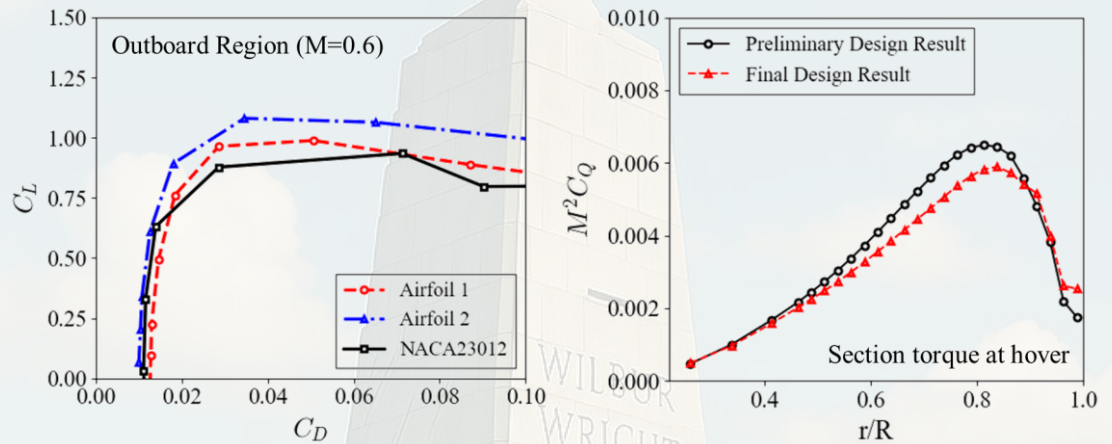 1.50
1.25
1.00
0.75
0.50
0.25
0.00
C_L
Outboard Region (M=0.6)
Airfoil 1
Airfoil 2
NACA23012
0.00 0.02 0.04 0.06 0.08 0.10
C_D
0.010
0.008
0.006
0.004
0.002
0.000
M²C_Q
Preliminary Design Result
Final Design Result
Section torque at hover
0.4 0.6 0.8 1.0
r/R
WILBUR
WRIGHT